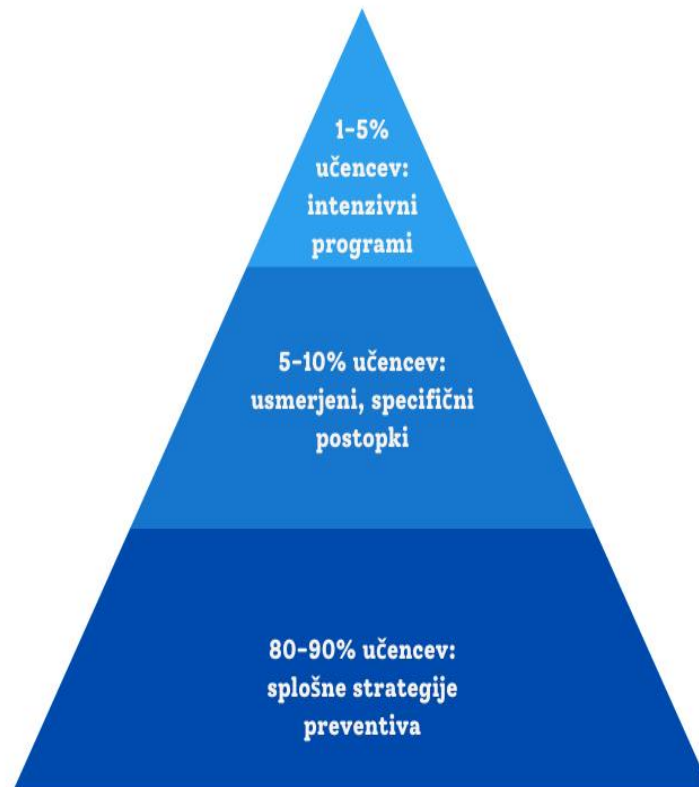 1-5%
učencev:
intenzivni
programi
5-10% učencev:
usmerjeni, specifični
postopki
80-90% učencev:
splošne strategije
preventiva